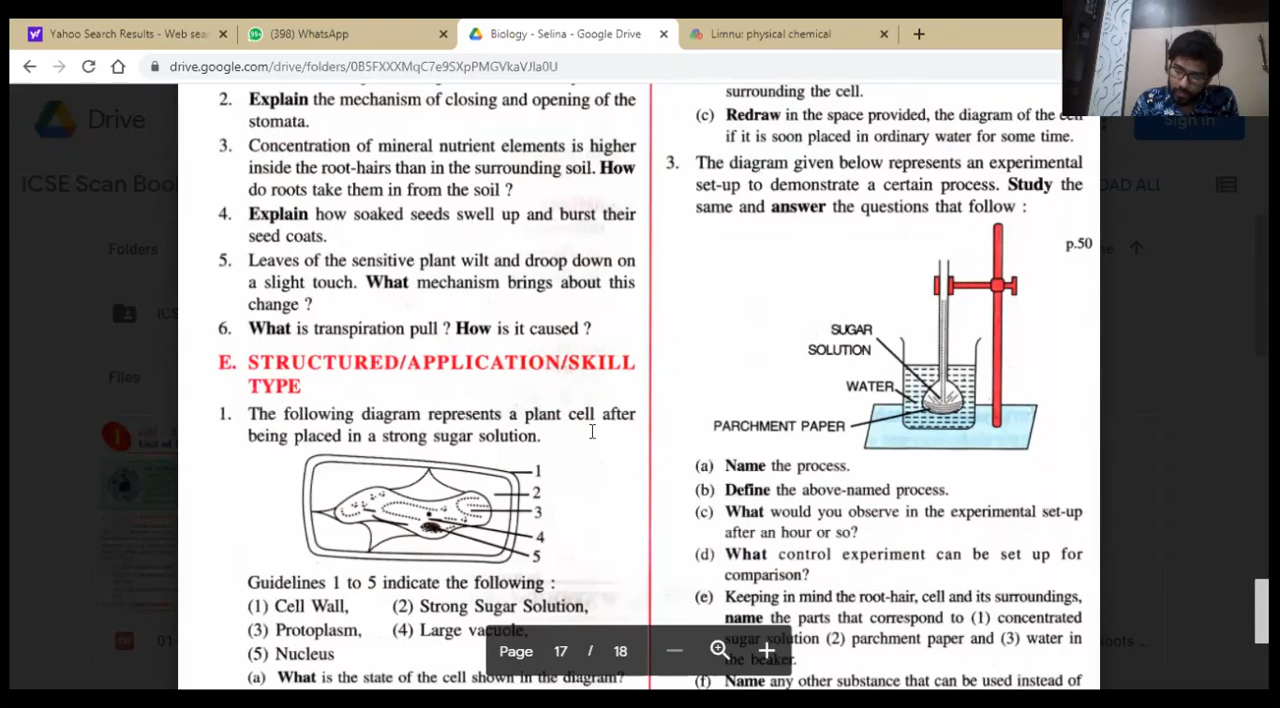 Yahoo Search Results - Web sear
(398) WhatsApp
Biology - Selina - Google Drive
Limnu: physical chemical
drive.google.com/drive/folders/0B5FXXXMqC7e9SXpPMGVkaVJla0U
Drive
ICSE Scan Boo
Folders
Files
Sign in
2. Explain the mechanism of closing and opening of the
stomata.
3. Concentration of mineral nutrient elements is higher
inside the root-hairs than in the surrounding soil. How
do roots take them in from the soil ?
4. Explain how soaked seeds swell up and burst their
seed coats.
5. Leaves of the sensitive plant wilt and droop down on
a slight touch. What mechanism brings about this
change ?
6. What is transpiration pull ? How is it caused ?
E. STRUCTURED/APPLICATION/SKILL
TYPE
1. The following diagram represents a plant cell after
being placed in a strong sugar solution.
1
2
3
4
5
Guidelines 1 to 5 indicate the following :
(1) Cell Wall, (2) Strong Sugar Solution,
(3) Protoplasm, (4) Large vacuole,
(5) Nucleus
(a) What is the state of the cell shown in the diagram?
surrounding the cell.
(c) Redraw in the space provided, the diagram of the cell
if it is soon placed in ordinary water for some time.
3. The diagram given below represents an experimental
set-up to demonstrate a certain process. Study the
same and answer the questions that follow :
p.50
SUGAR
SOLUTION
WATER
PARCHMENT PAPER
(a) Name the process.
(b) Define the above-named process.
(c) What would you observe in the experimental set-up
after an hour or so?
(d) What control experiment can be set up for
comparison?
(e) Keeping in mind the root-hair, cell and its surroundings,
name the parts that correspond to (1) concentrated
sugar solution (2) parchment paper and (3) water in
the beaker.
(f) Name any other substance that can be used instead of
Page 17 / 18